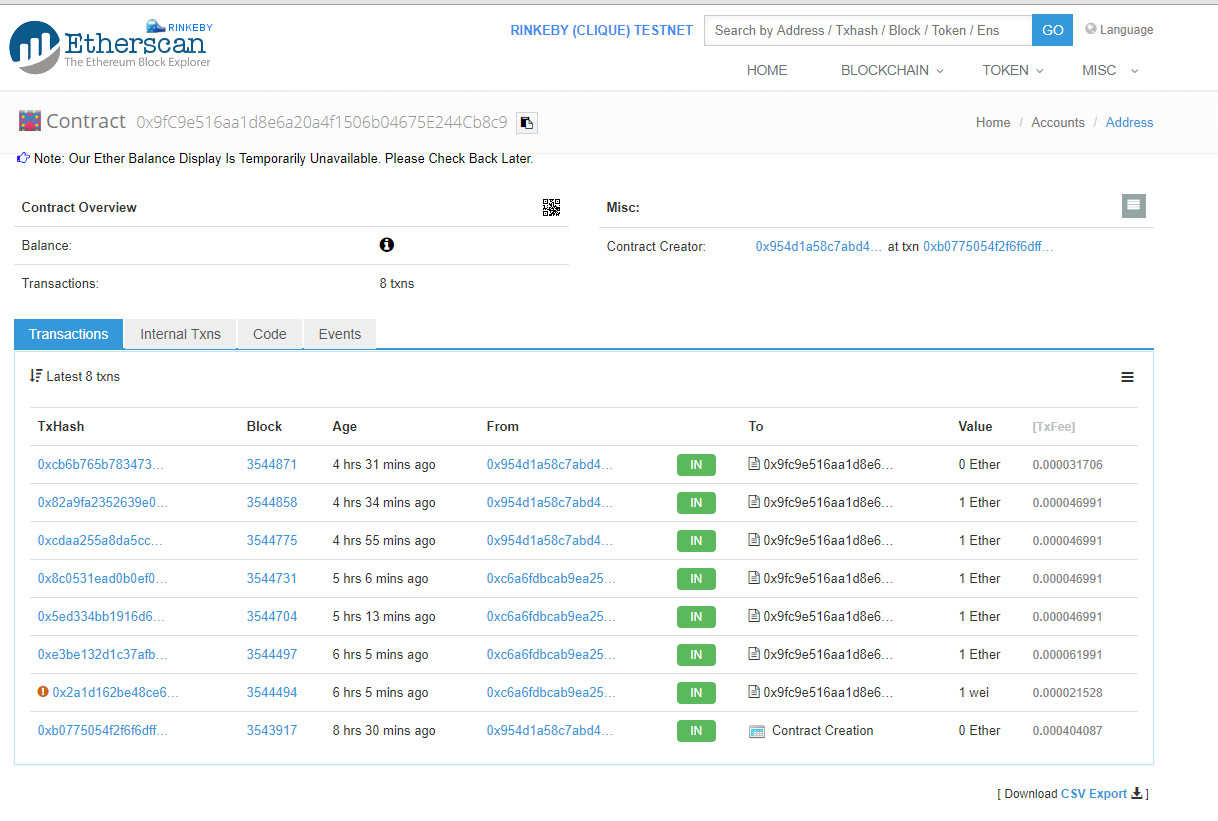 RINKEBY
Etherscan
The Ethereum Block Explorer
RINKEBY (CLIQUE) TESTNET
Search by Address / Txhash / Block / Token / Ens
GO
Language
HOME BLOCKCHAIN TOKEN MISC
Contract 0x9fC9e516aa1d8e6a20a4f1506b04675E244Cb8c9
Home / Accounts / Address
Note: Our Ether Balance Display Is Temporarily Unavailable. Please Check Back Later.
Contract Overview
Balance:
Transactions: 8 txns
Misc:
Contract Creator: 0x954d1a58c7abd4... at txn 0xb0775054f2f6f6dff...
Transactions Internal Txns Code Events
Latest 8 txns
TxHash Block Age From To Value [TxFee]
0xcb6b765b783473... 3544871 4 hrs 31 mins ago 0x954d1a58c7abd4... IN 0x9fc9e516aa1d8e6... 0 Ether 0.000031706
0x82a9fa2352639e0... 3544858 4 hrs 34 mins ago 0x954d1a58c7abd4... IN 0x9fc9e516aa1d8e6... 1 Ether 0.000046991
0xcdaa255a8da5cc... 3544775 4 hrs 55 mins ago 0x954d1a58c7abd4... IN 0x9fc9e516aa1d8e6... 1 Ether 0.000046991
0x8c0531ead0b0ef0... 3544731 5 hrs 6 mins ago 0xc6a6fdbcab9ea25... IN 0x9fc9e516aa1d8e6... 1 Ether 0.000046991
0x5ed334bb1916d6... 3544704 5 hrs 13 mins ago 0xc6a6fdbcab9ea25... IN 0x9fc9e516aa1d8e6... 1 Ether 0.000046991
0xe3be132d1c37afb... 3544497 6 hrs 5 mins ago 0xc6a6fdbcab9ea25... IN 0x9fc9e516aa1d8e6... 1 Ether 0.000061991
0x2a1d162be48ce6... 3544494 6 hrs 5 mins ago 0xc6a6fdbcab9ea25... IN 0x9fc9e516aa1d8e6... 1 wei 0.000021528
0xb0775054f2f6f6dff... 3543917 8 hrs 30 mins ago 0x954d1a58c7abd4... IN Contract Creation 0 Ether 0.000404087
[ Download CSV Export ]